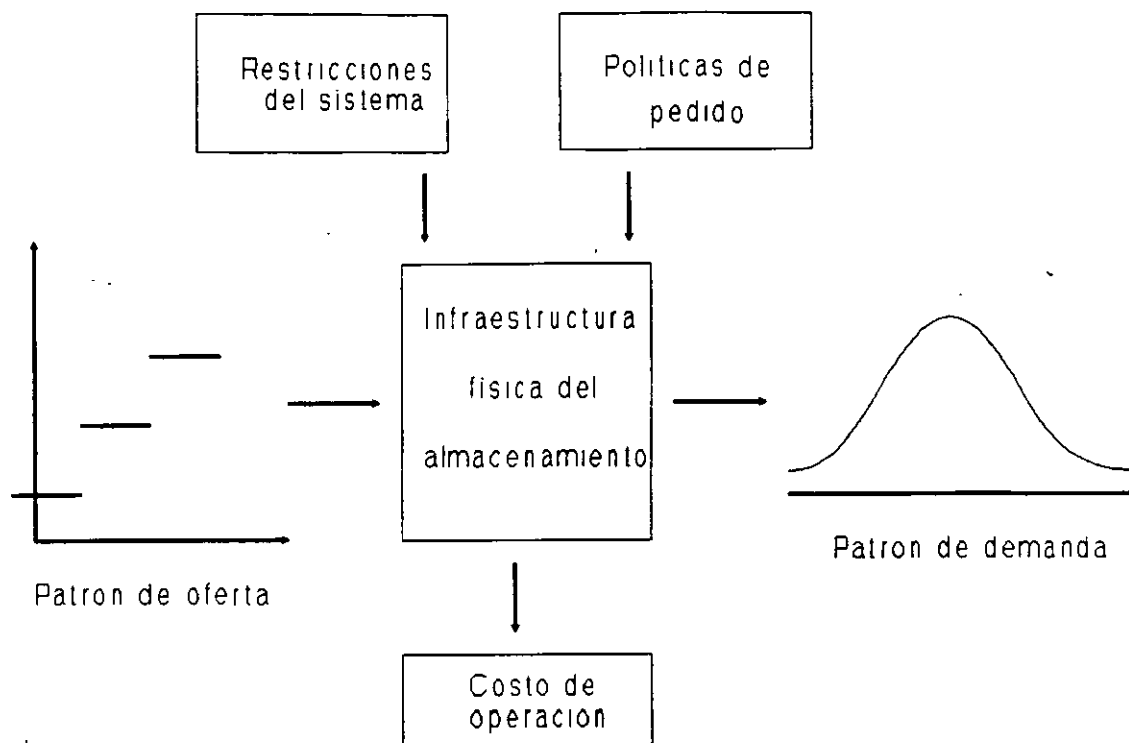 Restricciones
del sistema
Politicas de
pedido
Infraestructura
fisica del
almacenamiento
Patron de oferta
Patron de demanda
Costo de
operacion